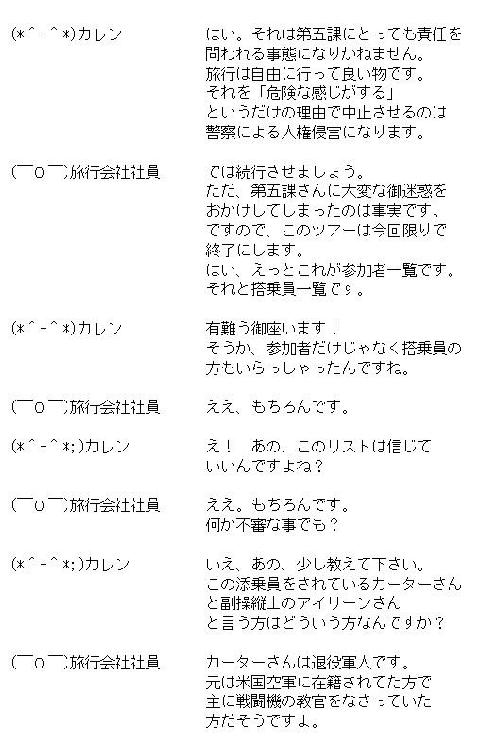 (*＾-＾*)カレン　はい。それは第五課にとっても責任を
問われる事態になりかねません。
旅行は自由に行って良い物です。
それを「危険な感じがする」
というだけの理由で中止させるのは
警察による人権侵害になります。
(￣○￣)旅行会社社員　では続行させましょう。
ただ、第五課さんに大変な御迷惑を
おかけしてしまったのは事実です、
ですので、このツアーは今回限りで
終了にします。
はい、えっとこれが参加者一覧です。
それと搭乗員一覧です。
(*＾-＾*)カレン　有難う御座います！
そうか、参加者だけじゃなく搭乗員の
方もいらっしゃったんですね。
(￣○￣)旅行会社社員　ええ、もちろんです。
(*＾-＾*;)カレン　え！　あの、このリストは信じて
いいんですよね？
(￣○￣)旅行会社社員　ええ。もちろんです。
何か不審な事でも？
(*＾-＾*;)カレン　いえ、あの、少し教えて下さい。
この添乗員をされているカーターさん
と副操縦士のアイリーンさん
と言う方はどういう方なんですか？
(￣○￣)旅行会社社員　カーターさんは退役軍人です。
元は米国空軍に在籍されてた方で
主に戦闘機の教官をなさっていた
方だそうですよ。